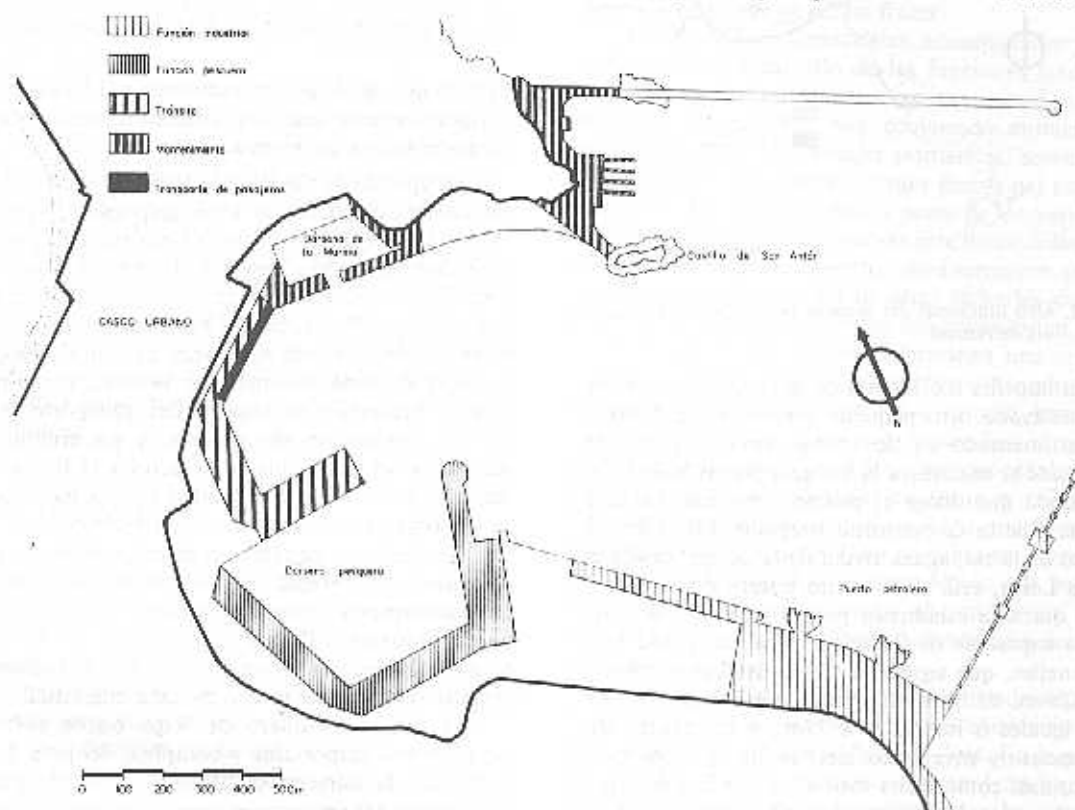 Función industrial
Función pesquera
Tránsito
Mantenimiento
Transporte de pasajeros
Dársena de
la Marina
Castillo de San Antón
CASCO URBANO
Dársena pesquera
Puerto petrolero
0 100 200 300 400 500m